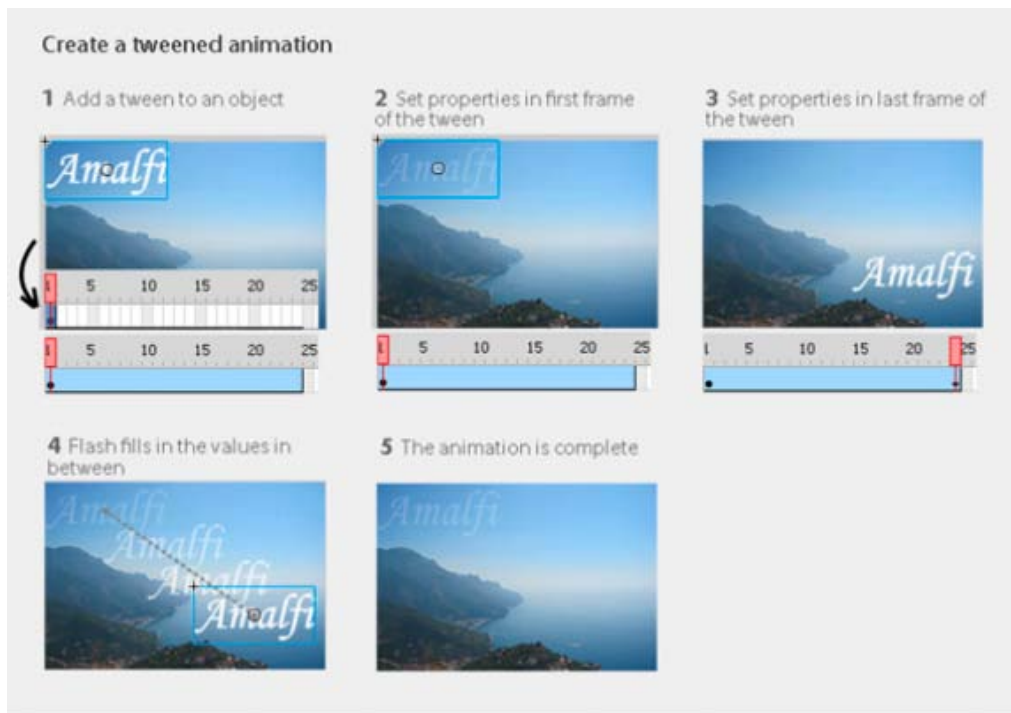 Create a tweened animation
1 Add a tween to an object
2 Set properties in first frame
of the tween
3 Set properties in last frame of
the tween
Amalfi
Amalfi
Amalfi
1 5 10 15 20 25
1 5 10 15 20 25
1 5 10 15 20 25
1 5 10 15 20 25
4 Flash fills in the values in
between
5 The animation is complete
Amalfi
Amalfi
Amalfi
Amalfi
Amalfi